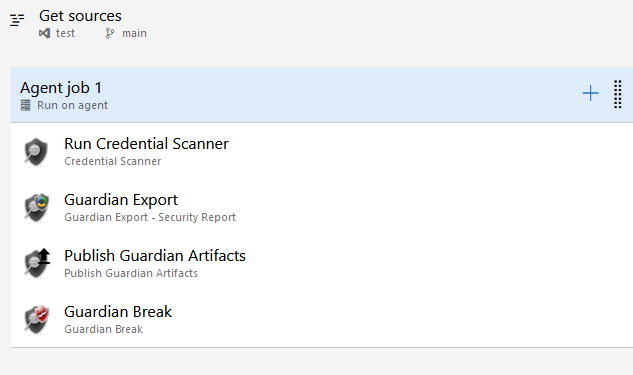 Get sources
test main
Agent job 1
Run on agent
Run Credential Scanner
Credential Scanner
Guardian Export
Guardian Export - Security Report
Publish Guardian Artifacts
Publish Guardian Artifacts
Guardian Break
Guardian Break